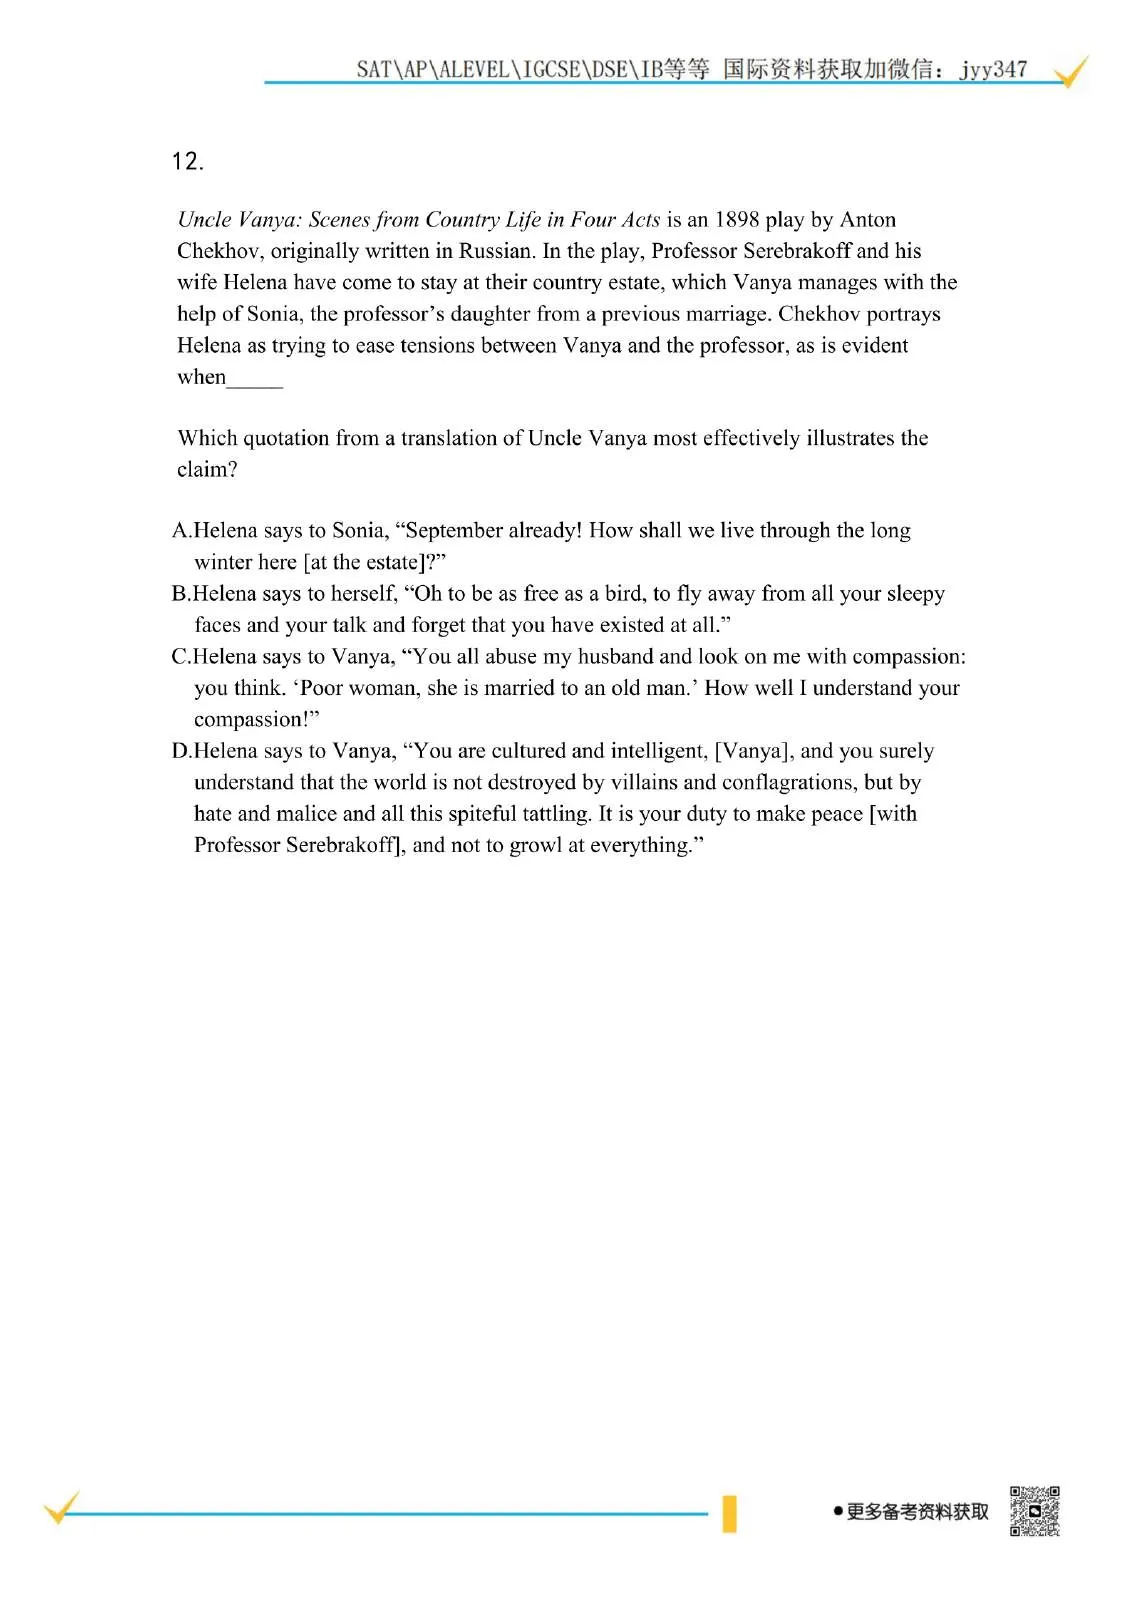 SAT\AP\ALEVEL\IGCSE\DSE\IB等等 国际资料获取加微信：jyy347
12.
Uncle Vanya: Scenes from Country Life in Four Acts is an 1898 play by Anton
Chekhov, originally written in Russian. In the play, Professor Serebrakoff and his
wife Helena have come to stay at their country estate, which Vanya manages with the
help of Sonia, the professor’s daughter from a previous marriage. Chekhov portrays
Helena as trying to ease tensions between Vanya and the professor, as is evident
when_____
Which quotation from a translation of Uncle Vanya most effectively illustrates the
claim?
A.Helena says to Sonia, “September already! How shall we live through the long
winter here [at the estate]?”
B.Helena says to herself, “Oh to be as free as a bird, to fly away from all your sleepy
faces and your talk and forget that you have existed at all.”
C.Helena says to Vanya, “You all abuse my husband and look on me with compassion:
you think. ‘Poor woman, she is married to an old man.’ How well I understand your
compassion!”
D.Helena says to Vanya, “You are cultured and intelligent, [Vanya], and you surely
understand that the world is not destroyed by villains and conflagrations, but by
hate and malice and all this spiteful tattling. It is your duty to make peace [with
Professor Serebrakoff], and not to growl at everything.”
●更多备考资料获取